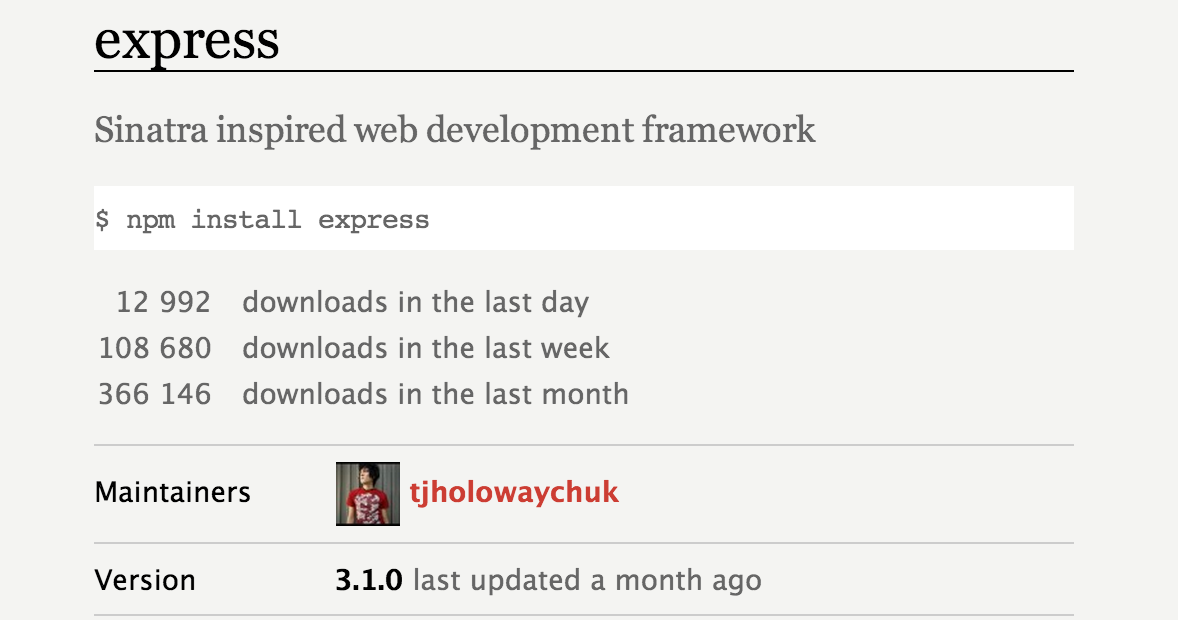 express
Sinatra inspired web development framework
$ npm install express
12 992 downloads in the last day
108 680 downloads in the last week
366 146 downloads in the last month
Maintainers tjholowaychuk
Version 3.1.0 last updated a month ago